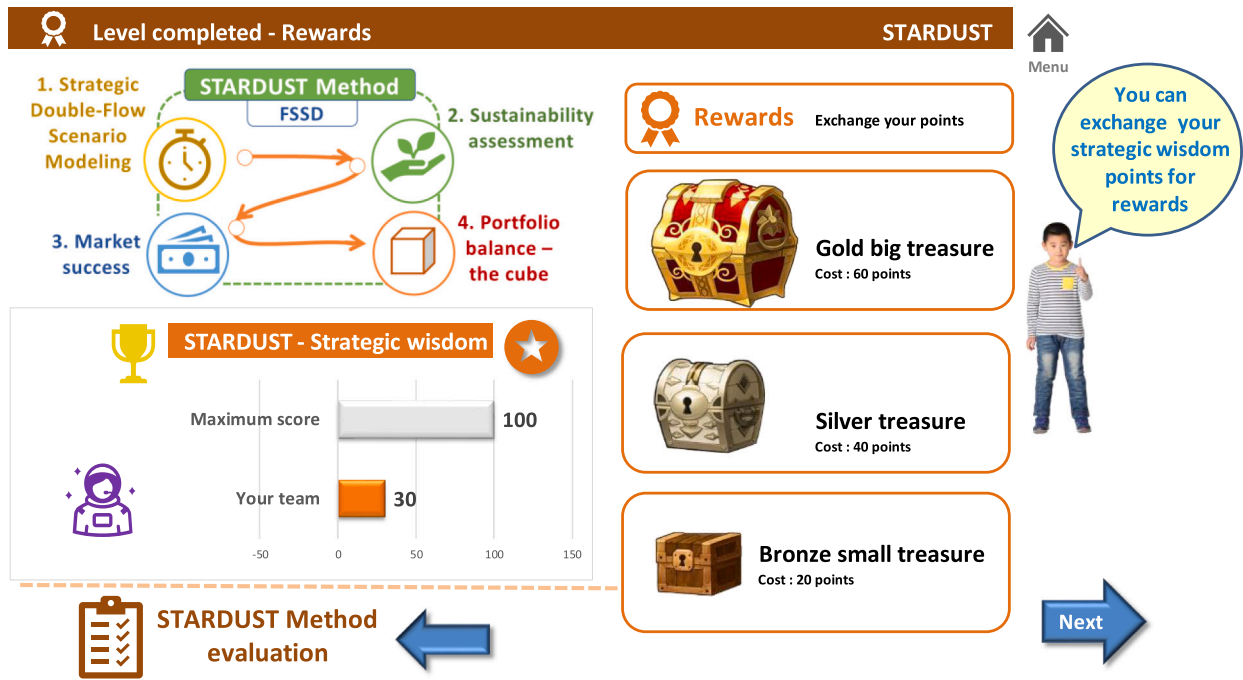 Level completed - Rewards
STARDUST
Menu
1. Strategic
Double-Flow
Scenario
Modeling
STARDUST Method
FSSD
2. Sustainability
assessment
3. Market
success
4. Portfolio
balance –
the cube
Rewards Exchange your points
You can
exchange your
strategic wisdom
points for
rewards
Gold big treasure
Cost : 60 points
STARDUST - Strategic wisdom
Maximum score
100
Your team
30
-50 0 50 100 150
Silver treasure
Cost : 40 points
Bronze small treasure
Cost : 20 points
STARDUST Method
evaluation
Next